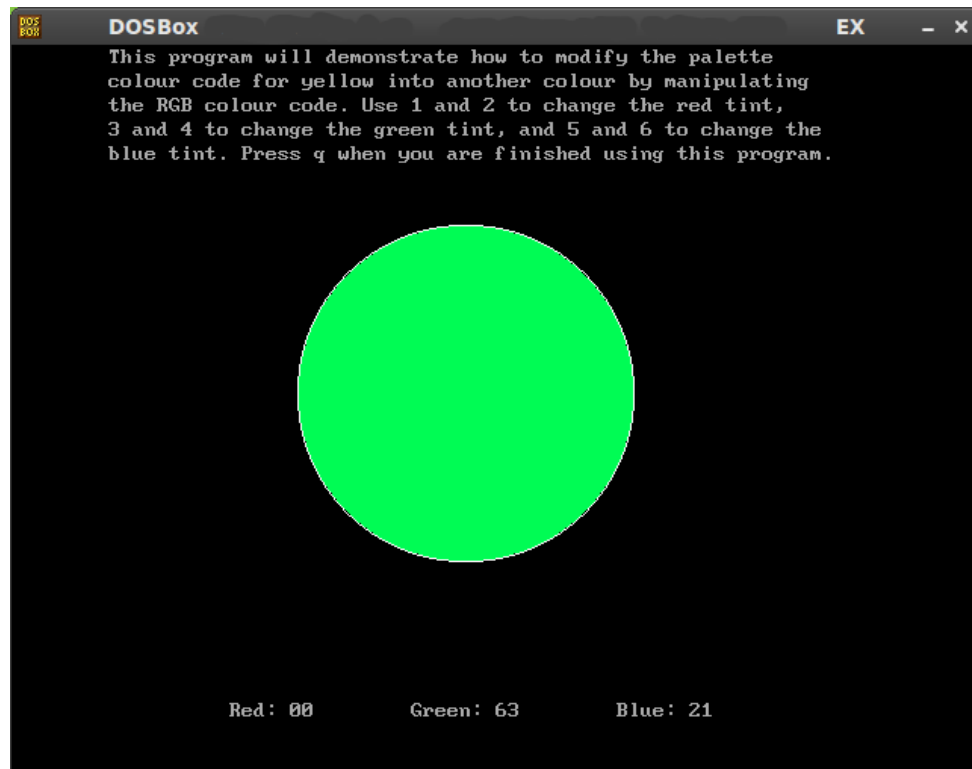 DOS
BOX
DOSBox EX
This program will demonstrate how to modify the palette
colour code for yellow into another colour by manipulating
the RGB colour code. Use 1 and 2 to change the red tint,
3 and 4 to change the green tint, and 5 and 6 to change the
blue tint. Press q when you are finished using this program.
Red: 00 Green: 63 Blue: 21